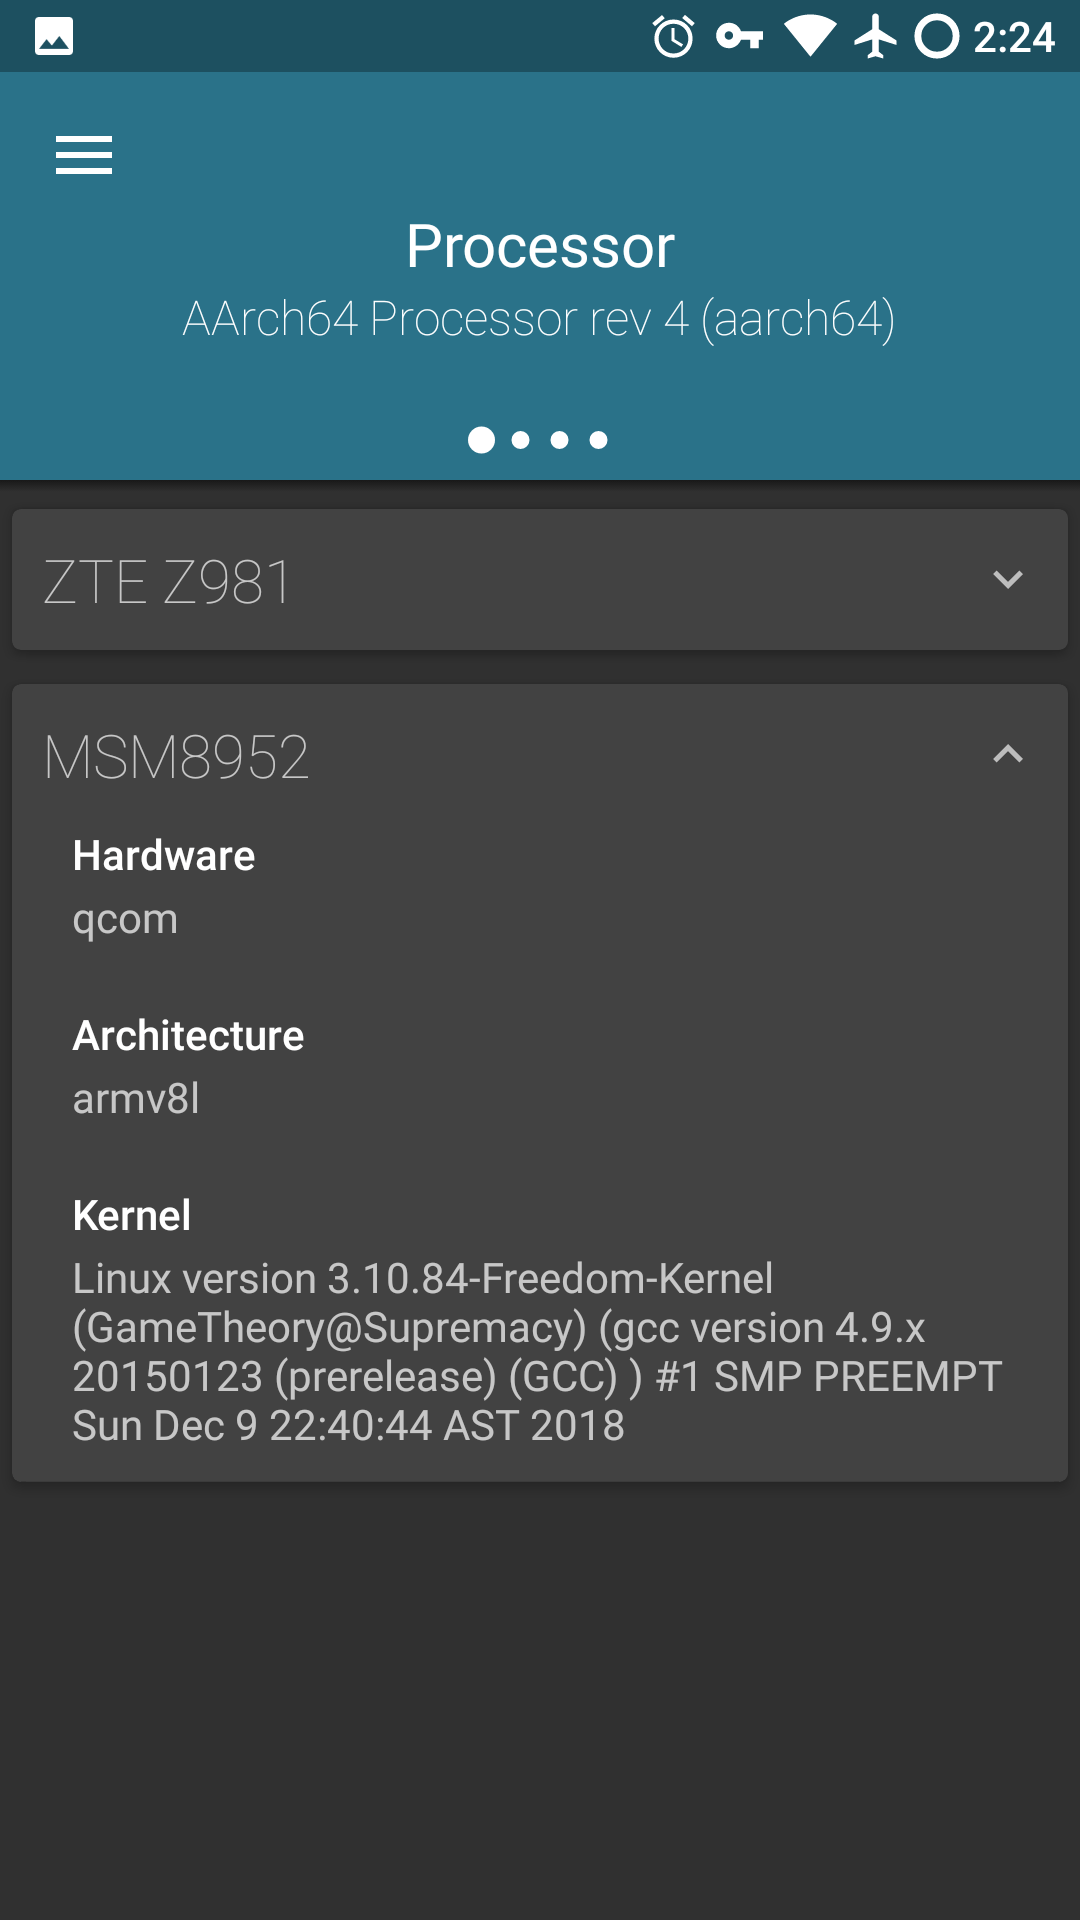 2:24
Processor
AArch64 Processor rev 4 (aarch64)
ZTE Z981
MSM8952
Hardware
qcom
Architecture
armv8l
Kernel
Linux version 3.10.84-Freedom-Kernel
(GameTheory@Supremacy) (gcc version 4.9.x
20150123 (prerelease) (GCC) ) #1 SMP PREEMPT
Sun Dec 9 22:40:44 AST 2018